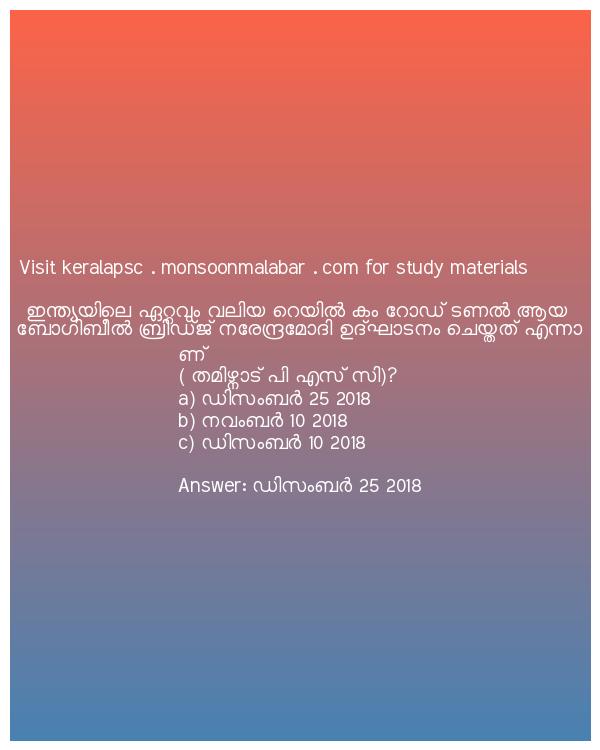 Visit keralapsc . monsoonmalabar . com for study materials
ഇന്ത്യയിലെ ഏറ്റവും വലിയ റെയിൽ കം റോഡ് ടണൽ ആയ
ബോഗിബീൽ ബ്രീഡ്ജ് നരേന്ദ്രമോദി ഉദ്ഘാടനം ചെയ്തത് എന്നാ
ണ്
( തമിഴ്നാട് പി എസ് സി)?
a) ഡിസംബർ 25 2018
b) നവംബർ 10 2018
c) ഡിസംബർ 10 2018
Answer: ഡിസംബർ 25 2018